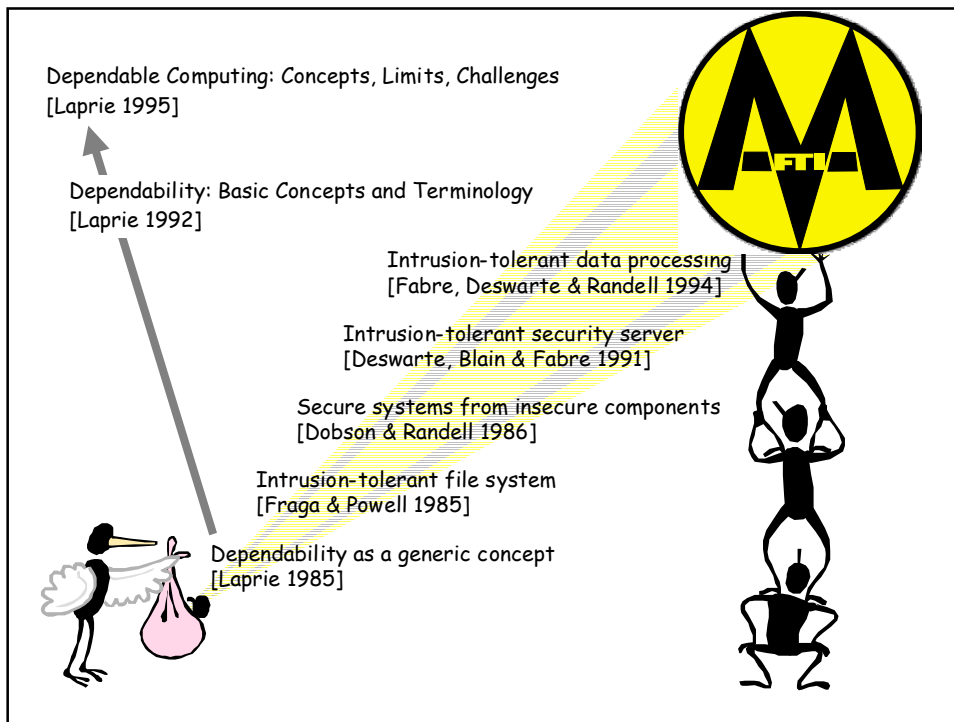 Dependable Computing: Concepts, Limits, Challenges
[Laprie 1995]
Dependability: Basic Concepts and Terminology
[Laprie 1992]
MAFTIA
Intrusion-tolerant data processing
[Fabre, Deswarte & Randell 1994]
Intrusion-tolerant security server
[Deswarte, Blain & Fabre 1991]
Secure systems from insecure components
[Dobson & Randell 1986]
Intrusion-tolerant file system
[Fraga & Powell 1985]
Dependability as a generic concept
[Laprie 1985]